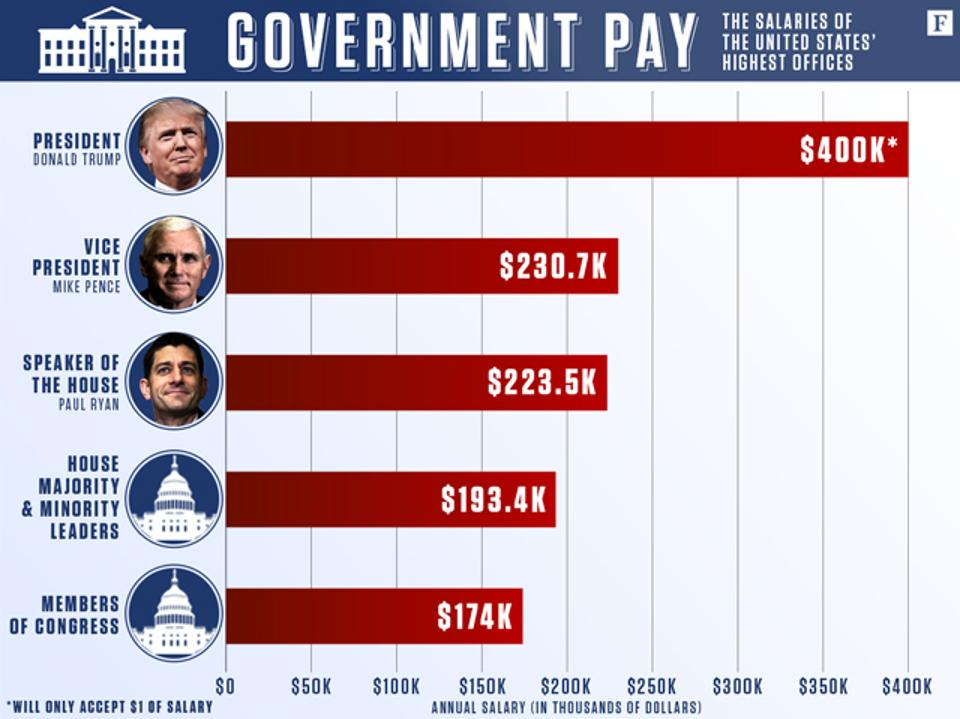 GOVERNMENT PAY
THE SALARIES OF
THE UNITED STATES'
HIGHEST OFFICES
F
PRESIDENT
DONALD TRUMP
$400K*
VICE
PRESIDENT
MIKE PENCE
$230.7K
SPEAKER OF
THE HOUSE
PAUL RYAN
$223.5K
HOUSE
MAJORITY
& MINORITY
LEADERS
$193.4K
MEMBERS
OF CONGRESS
$174K
$0 $50K $100K $150K $200K $250K $300K $350K $400K
*WILL ONLY ACCEPT $1 OF SALARY
ANNUAL SALARY (IN THOUSANDS OF DOLLARS)